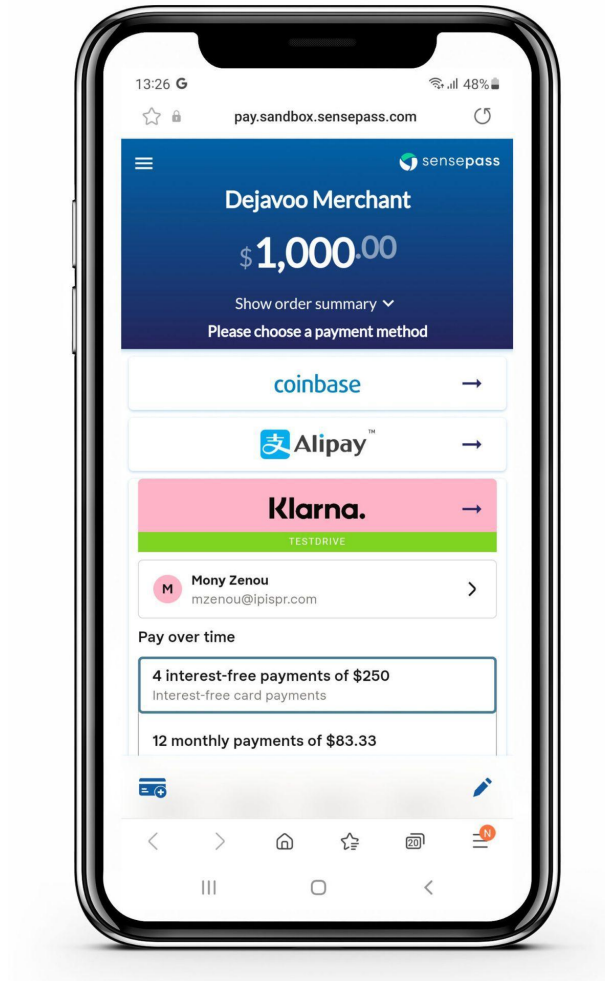 13:26 G 48%
pay.sandbox.sensepass.com
sensepass
Dejavoo Merchant
$1,000.00
Show order summary
Please choose a payment method
coinbase
支 Alipay™
Klarna.
TESTDRIVE
M Mony Zenou
mzenou@ipispr.com
Pay over time
4 interest-free payments of $250
Interest-free card payments
12 monthly payments of $83.33
20 N